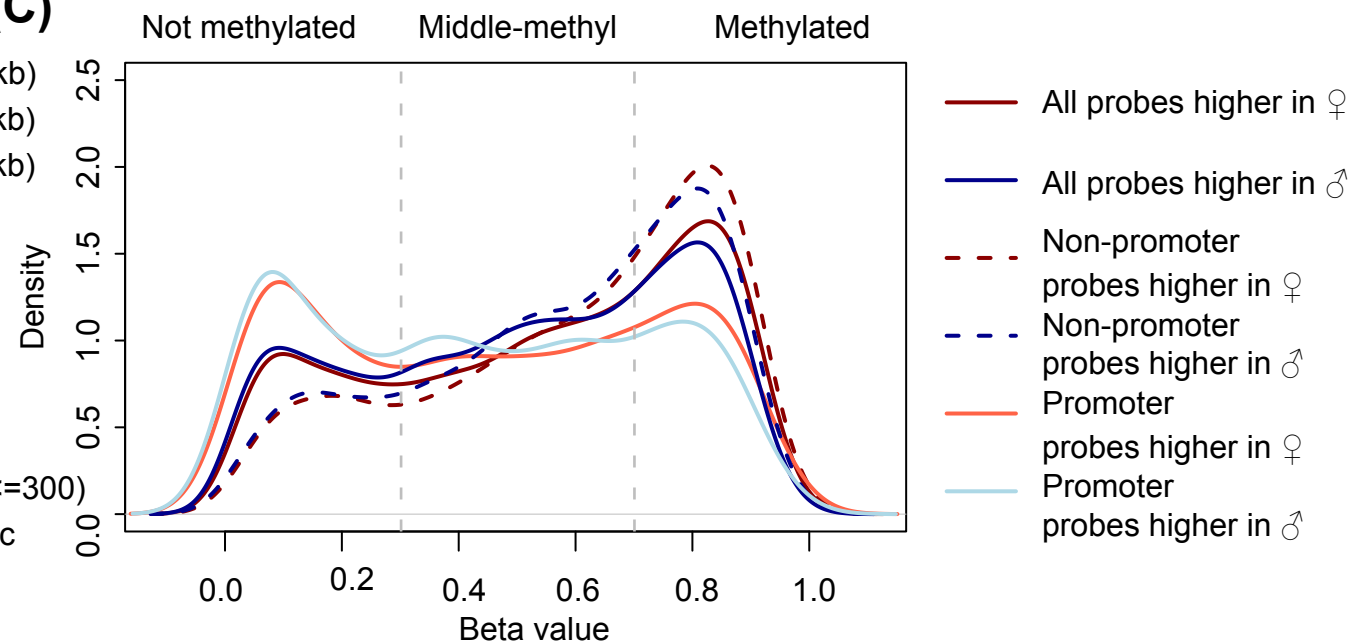 C)
Not methylated Middle-methyl Methylated
kb)
kb)
kb)
=300)
c
Density
2.5
2.0
1.5
1.0
0.5
0.0
0.0 0.2 0.4 0.6 0.8 1.0
Beta value
All probes higher in ♀
All probes higher in ♂
Non-promoter
probes higher in ♀
Non-promoter
probes higher in ♂
Promoter
probes higher in ♀
Promoter
probes higher in ♂